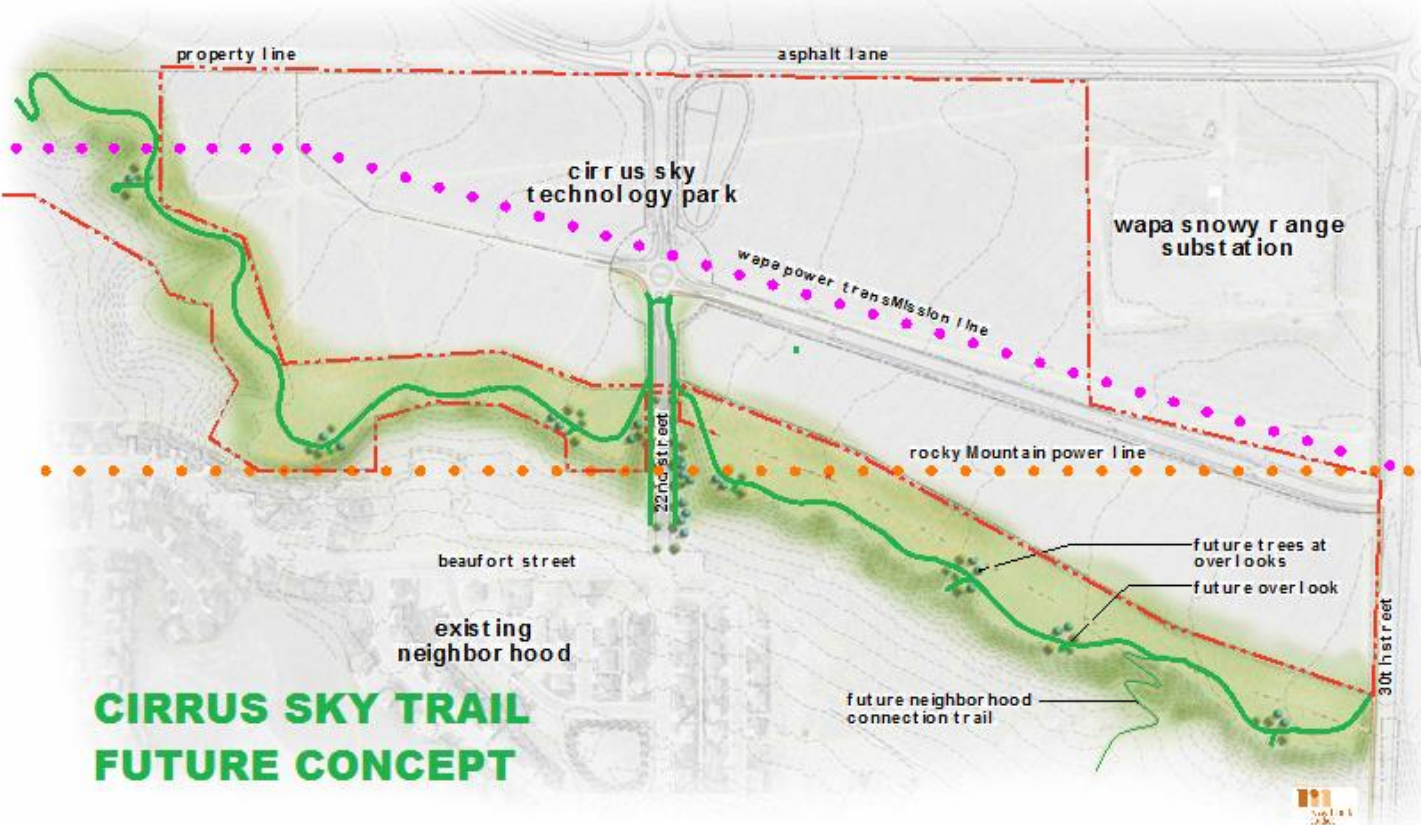 property line
asphalt lane
cirrus sky
technology park
wapa snowy range
substation
wapa power transMission line
22nd street
rocky Mountain power line
beaufort street
future trees at
overlooks
future overlook
existing
neighborhood
30th street
future neighborhood
connection trail
CIRRUS SKY TRAIL
FUTURE CONCEPT